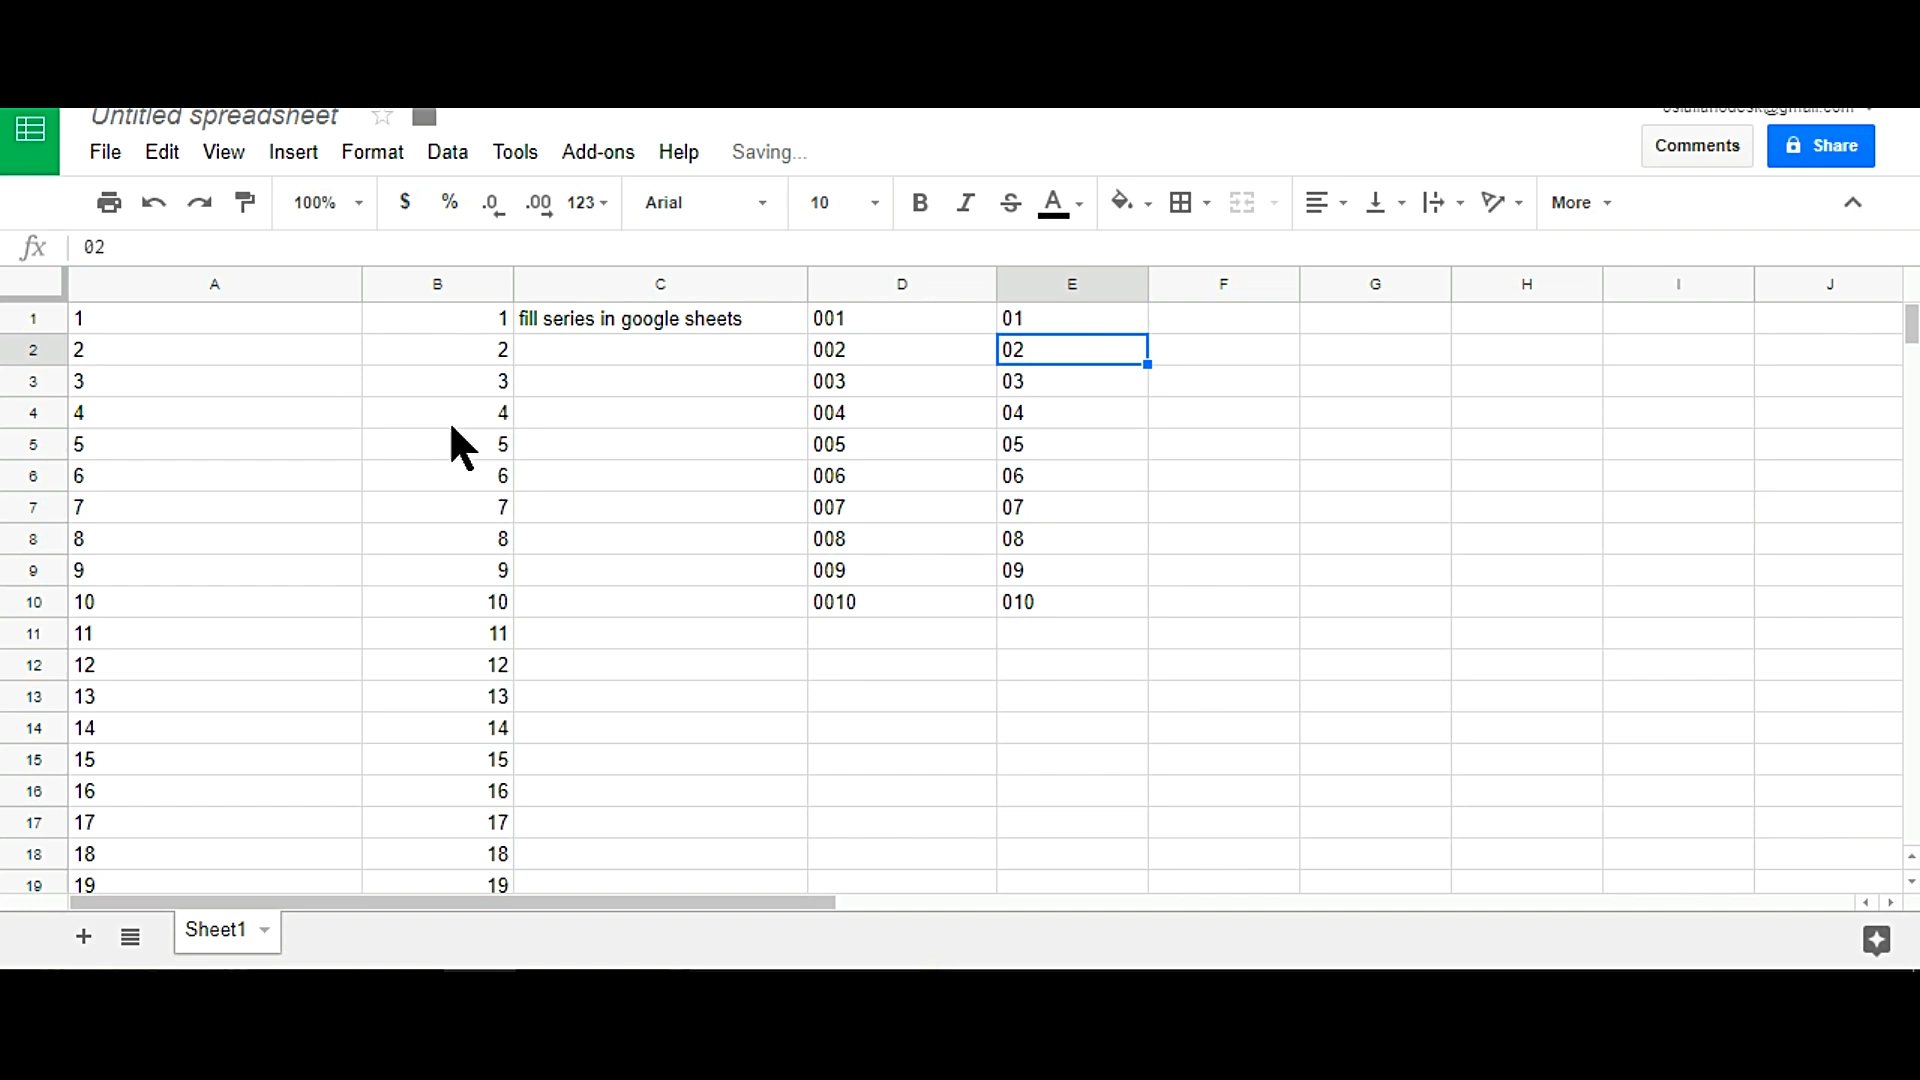 Untitled spreadsheet
File Edit View Insert Format Data Tools Add-ons Help Saving...
Comments
Share
100% $ % .0 .00 123 Arial 10 B I S A More
fx 02
A B C D E F G H I J
1 1 1 fill series in google sheets 001 01
2 2 2 002 02
3 3 3 003 03
4 4 4 004 04
5 5 5 005 05
6 6 6 006 06
7 7 7 007 07
8 8 8 008 08
9 9 9 009 09
10 10 10 0010 010
11 11 11
12 12 12
13 13 13
14 14 14
15 15 15
16 16 16
17 17 17
18 18 18
19 19 19
Sheet1